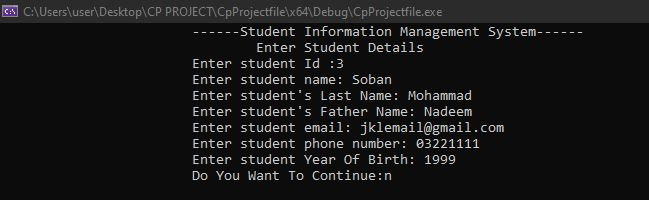 C:\Users\user\Desktop\CP PROJECT\CpProjectfile\x64\Debug\CpProjectfile.exe
------Student Information Management System------
Enter Student Details
Enter student Id :3
Enter student name: Soban
Enter student's Last Name: Mohammad
Enter student's Father Name: Nadeem
Enter student email: jklemail@gmail.com
Enter student phone number: 03221111
Enter student Year Of Birth: 1999
Do You Want To Continue:n